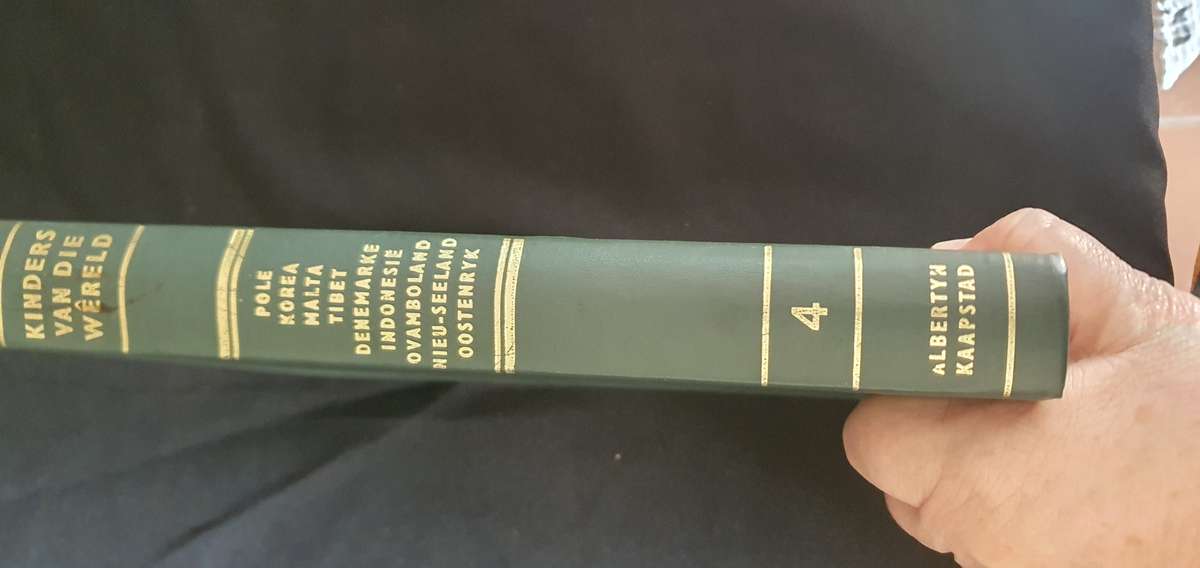 KINDERS
VAN DIE
WÊRELD
POLE
KOREA
MALTA
TIBET
DENEMARKE
INDONESIË
OVAMBOLAND
NIEU-SEELAND
OOSTENRYK
4
ALBERTYN
KAAPSTAD